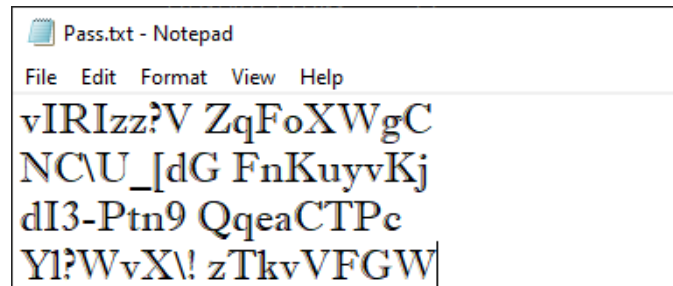 Pass.txt - Notepad
File Edit Format View Help
vIRIzz?V ZqFoXWgC
NC\U_[dG FnKuyvKj
dI3-Ptn9 QqeaCTPc
Yl?WvX\! zTkvVFGW